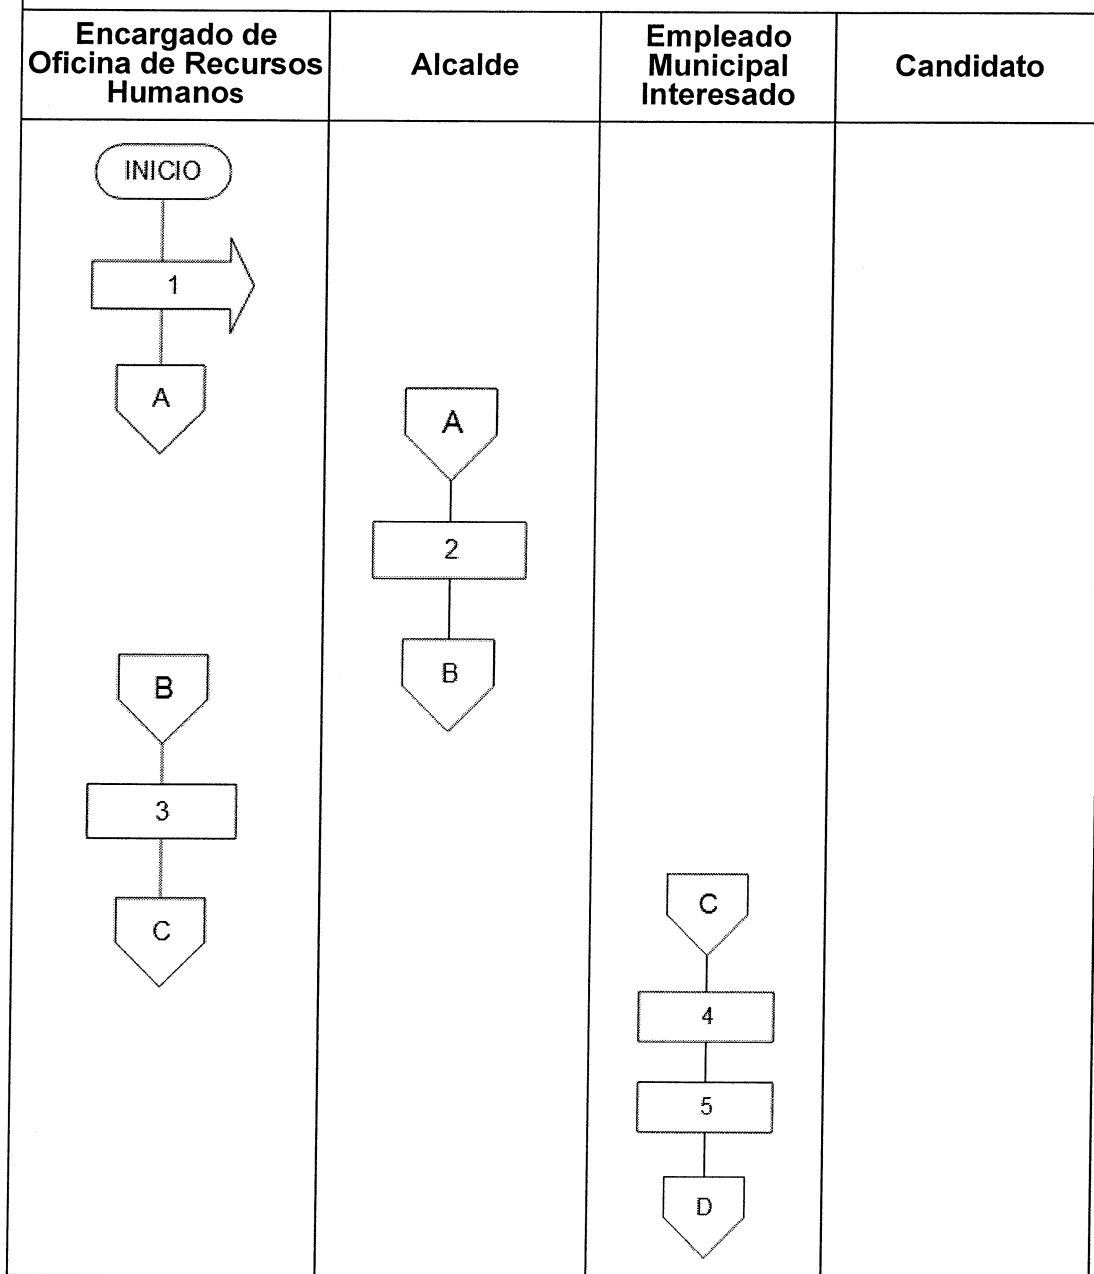 Encargado de
Oficina de Recursos
Humanos
Alcalde
Empleado
Municipal
Interesado
Candidato
INICIO
1
A
A
2
B
B
3
C
C
4
5
D